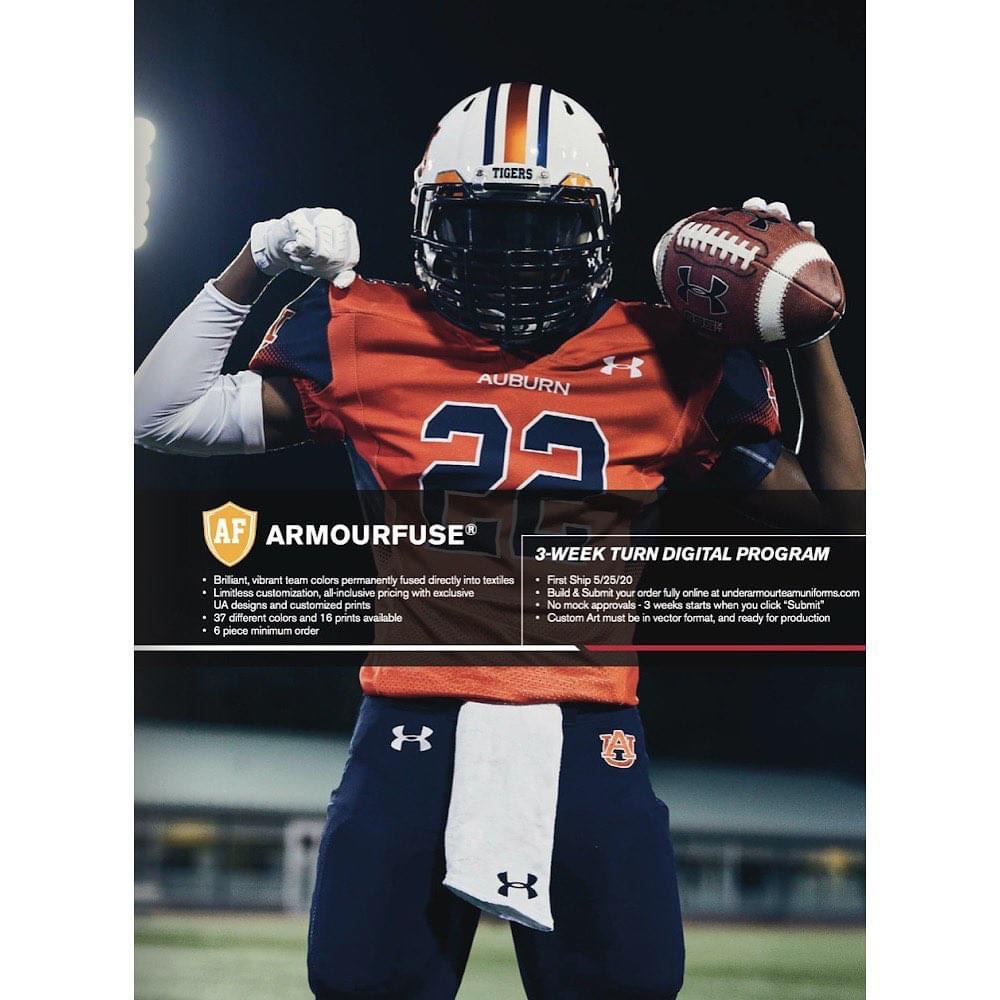 TIGERS
AUBURN
22
AF ARMOURFUSE®
• Brilliant, vibrant team colors permanently fused directly into textiles
• Limitless customization, all-inclusive pricing with exclusive
UA designs and customized prints
• 37 different colors and 16 prints available
• 6 piece minimum order
3-WEEK TURN DIGITAL PROGRAM
• First Ship 5/25/20
• Build & Submit your order fully online at underarmourteamuniforms.com
• No mock approvals - 3 weeks starts when you click “Submit”
• Custom Art must be in vector format, and ready for production
AU